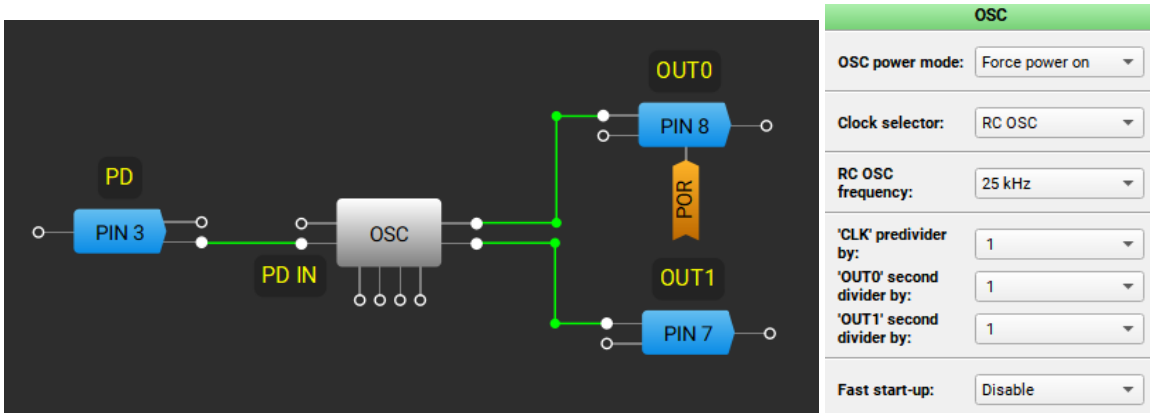 OUT0
PIN 8
POR
PD
PIN 3
OSC
PD IN
OUT1
PIN 7
OSC
OSC power mode: Force power on
Clock selector: RC OSC
RC OSC
frequency: 25 kHz
'CLK' predivider
by: 1
'OUT0' second
divider by: 1
'OUT1' second
divider by: 1
Fast start-up: Disable